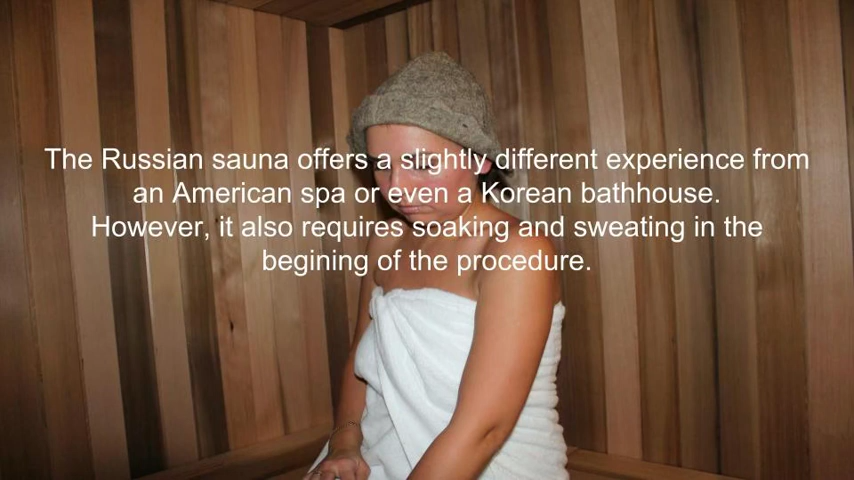 The Russian sauna offers a slightly different experience from
an American spa or even a Korean bathhouse.
However, it also requires soaking and sweating in the
begining of the procedure.